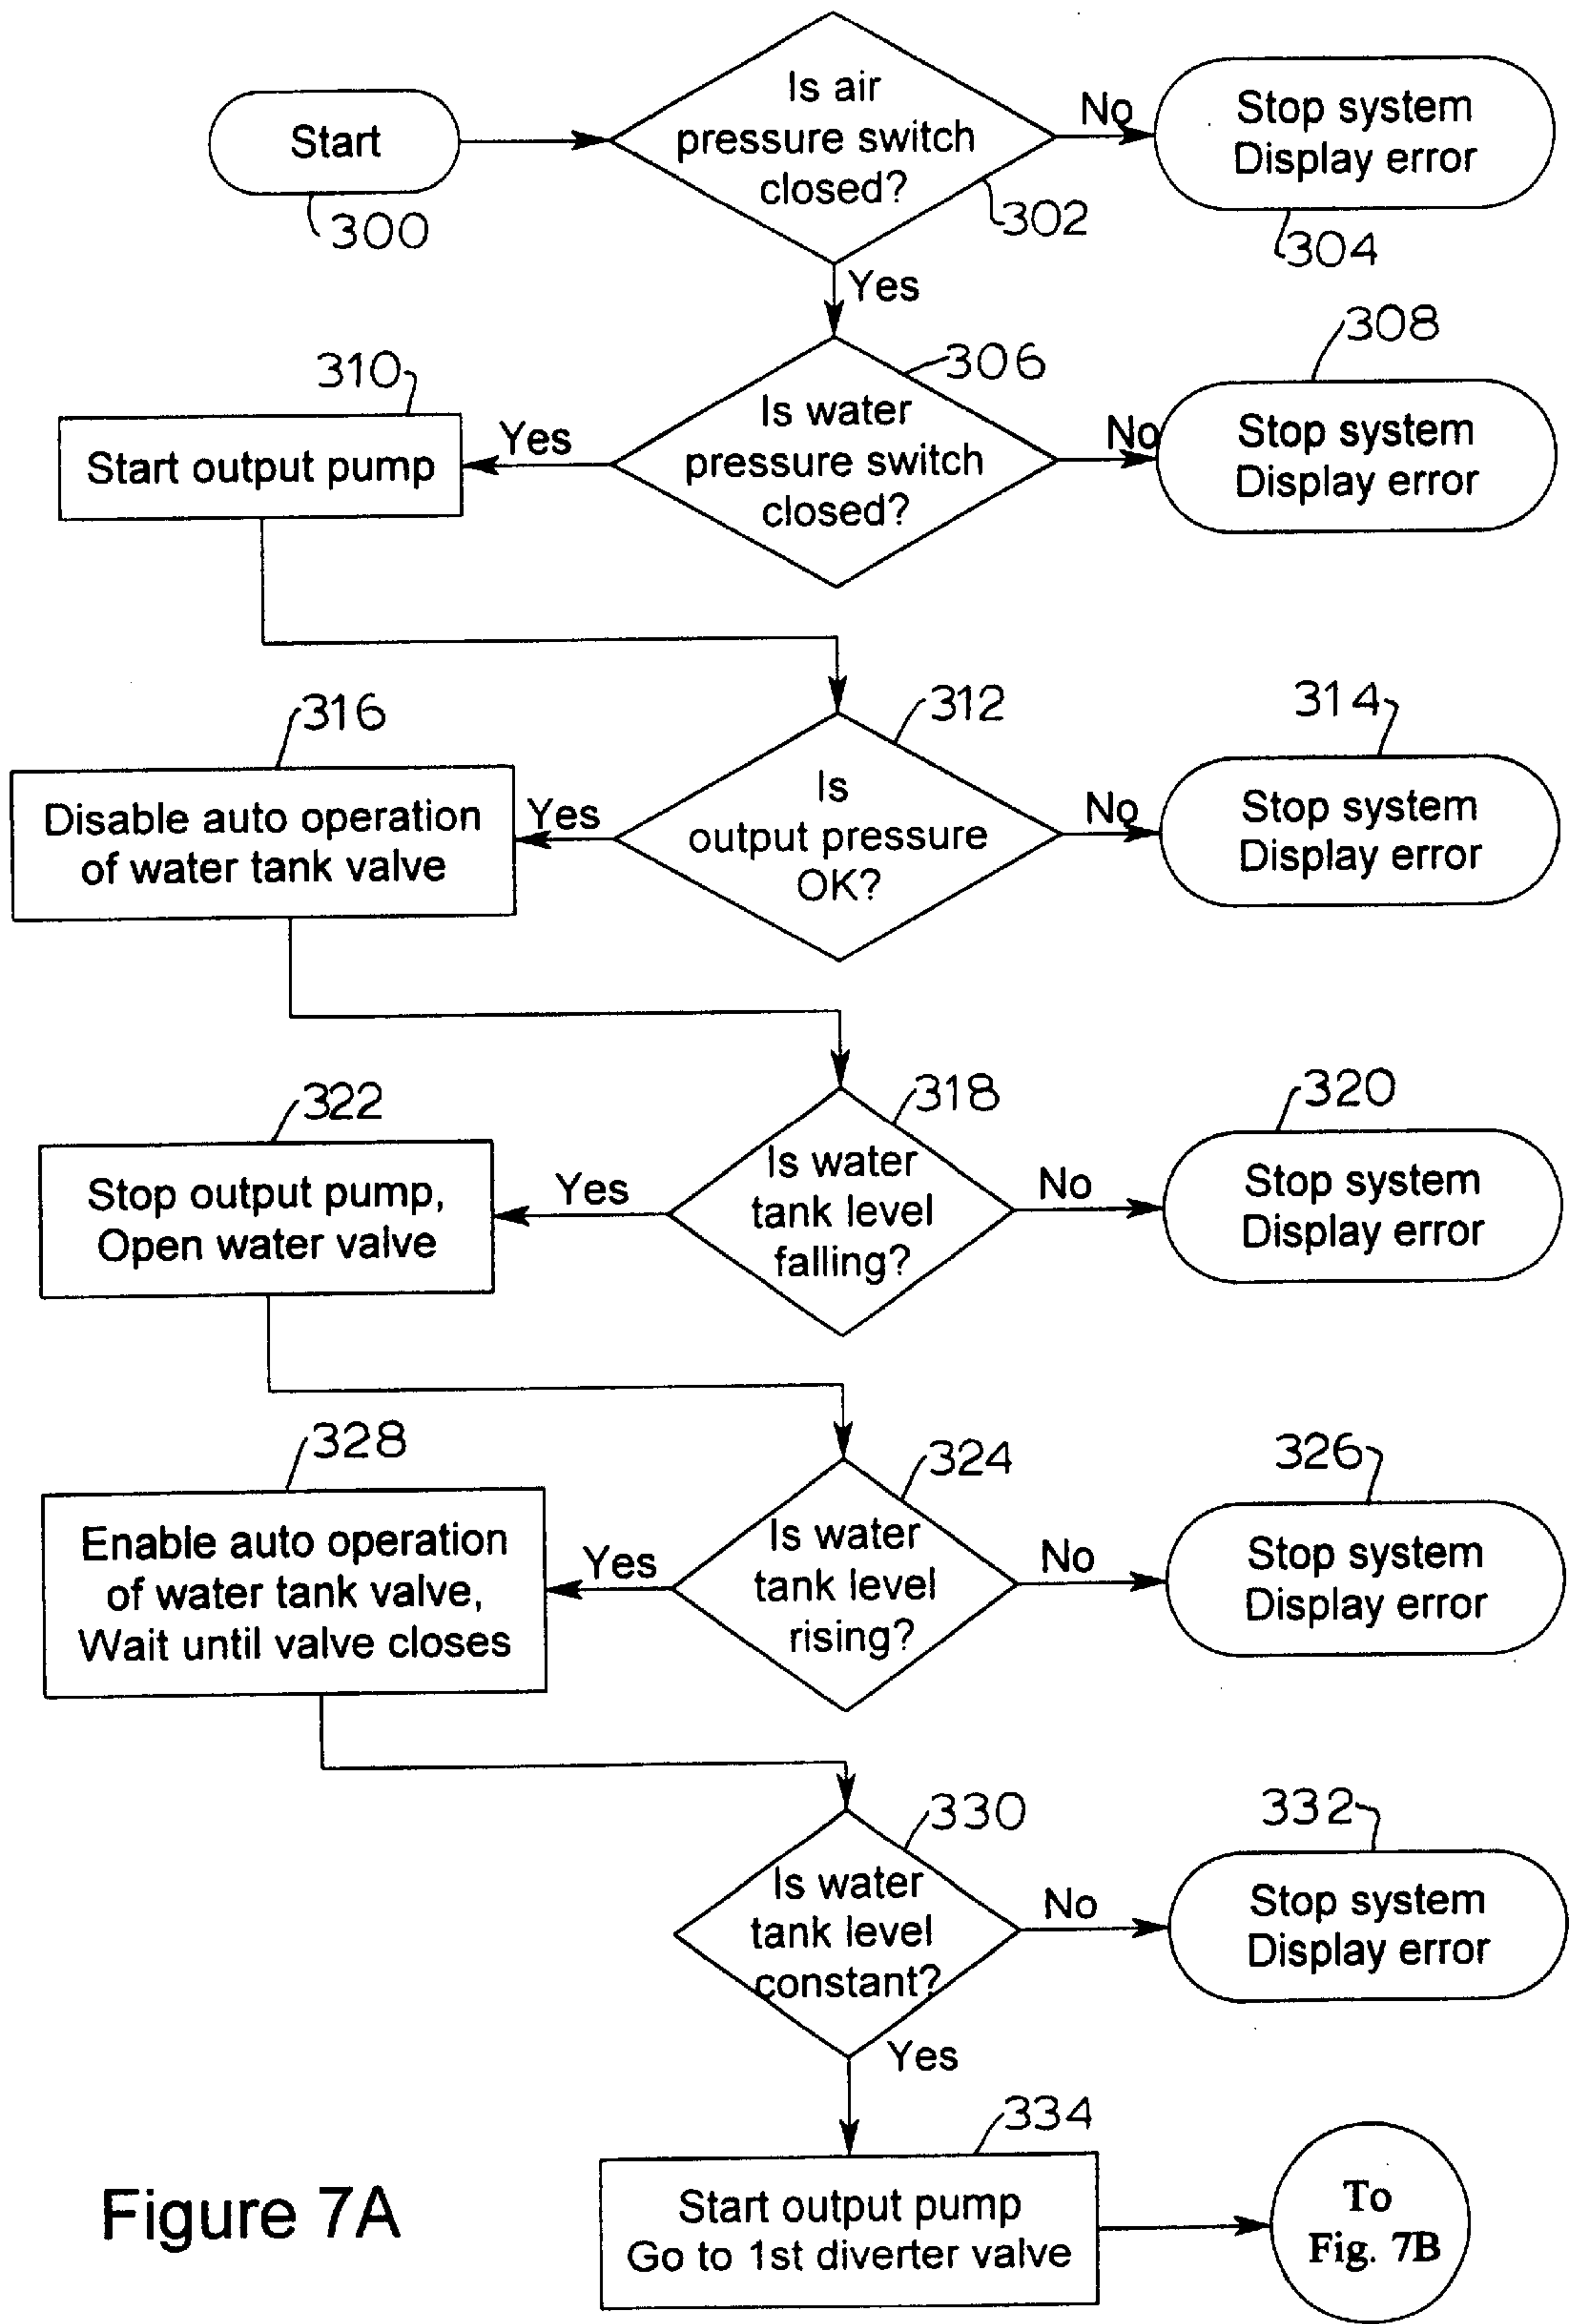 Start
300
Is air
pressure switch
closed?
302
No
Stop system
Display error
304
Yes
306
Is water
pressure switch
closed?
No
308
Stop system
Display error
Yes
310
Start output pump
312
Is
output pressure
OK?
No
314
Stop system
Display error
Yes
316
Disable auto operation
of water tank valve
318
Is water
tank level
falling?
No
320
Stop system
Display error
Yes
322
Stop output pump,
Open water valve
324
Is water
tank level
rising?
No
326
Stop system
Display error
Yes
328
Enable auto operation
of water tank valve,
Wait until valve closes
330
Is water
tank level
constant?
No
332
Stop system
Display error
Yes
334
Start output pump
Go to 1st diverter valve
To
Fig. 7B
Figure 7A